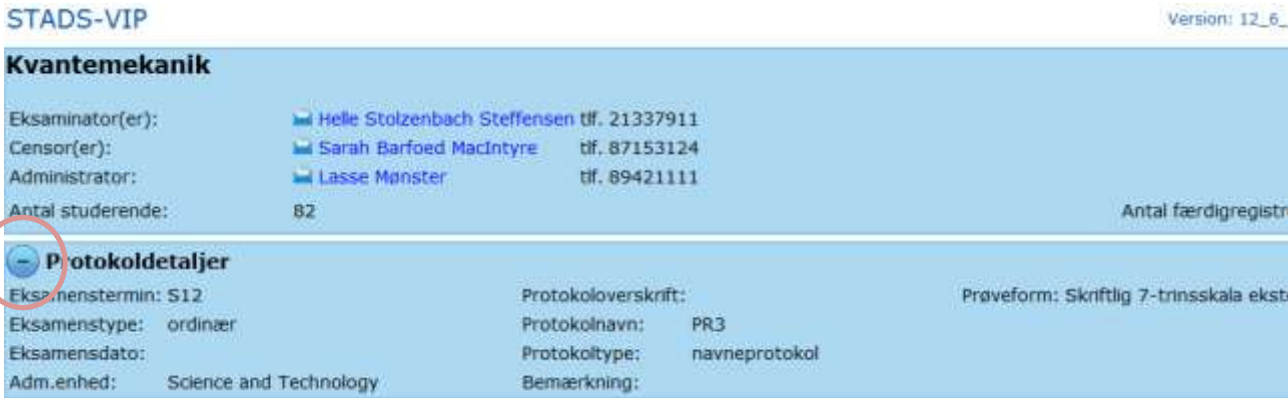 STADS-VIP Version: 12_6_
Kvantemekanik
Eksaminator(er): Helle Stolzenbach Steffensen tlf. 21337911
Censor(er): Sarah Barfoed MacIntyre tlf. 87153124
Administrator: Lasse Mønster tlf. 89421111
Antal studerende: 82 Antal færdigregistr
Protokoldetaljer
Eksamenstermin: S12 Protokoloverskrift: Prøveform: Skriftlig 7-trinsskala ekst
Eksamenstype: ordinær Protokolnavn: PR3
Eksamensdato: Protokoltype: navneprotokol
Adm.enhed: Science and Technology Bemærkning: